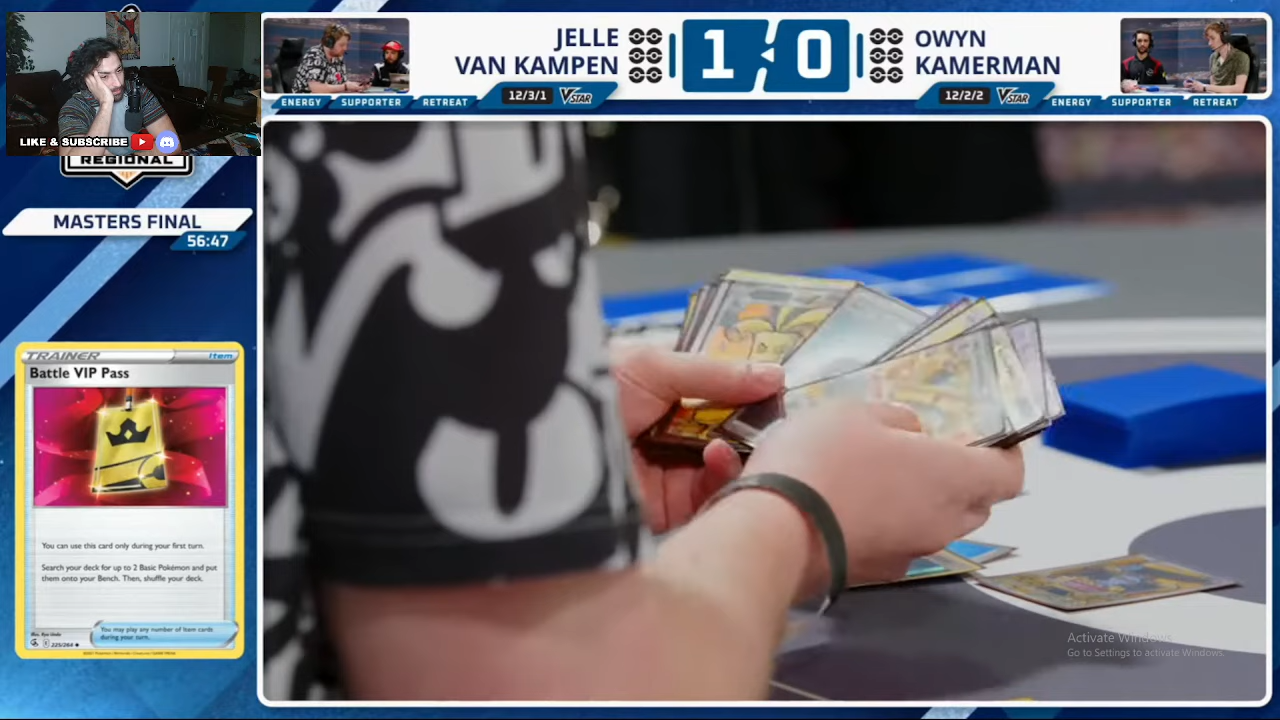 JELLE
VAN KAMPEN
1
0
OWYN
KAMERMAN
12/3/1
VSTAR
12/2/2
VSTAR
ENERGY
SUPPORTER
RETREAT
ENERGY
SUPPORTER
RETREAT
LIKE & SUBSCRIBE
REGIONAL
MASTERS FINAL
56:47
TRAINER
Item
Battle VIP Pass
You can use this card only during your first turn.
Search your deck for up to 2 Basic Pokémon and put
them onto your Bench. Then, shuffle your deck.
You may play any number of Item cards
during your turn.
225/264
Activate Windows
Go to Settings to activate Windows.